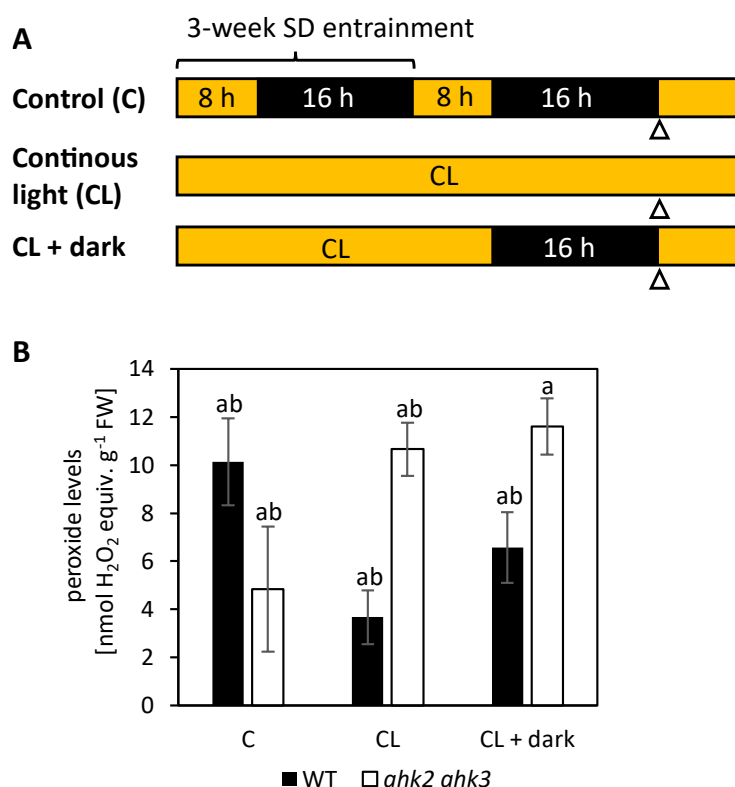 A
3-week SD entrainment
Control (C)
8 h 16 h 8 h 16 h
Continous
light (CL)
CL
CL + dark
CL 16 h
B
peroxide levels
[nmol H₂O₂ equiv. g⁻¹ FW]
14
12
10
8
6
4
2
0
ab ab ab ab ab a
C CL CL + dark
WT ahk2 ahk3